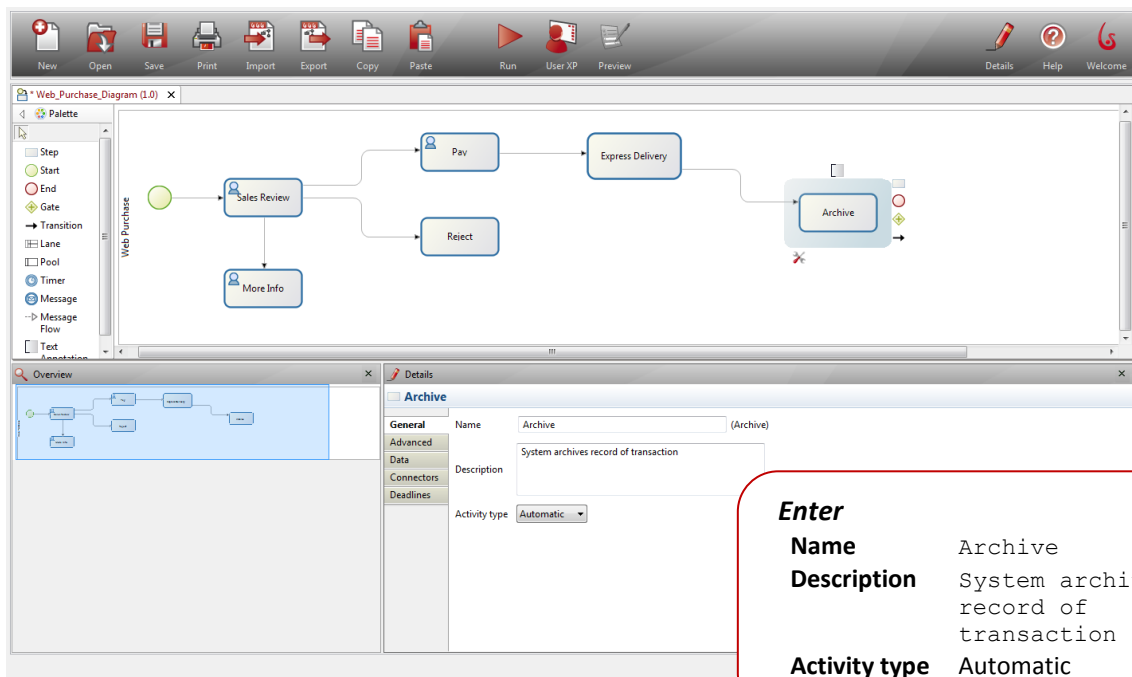 New Open Save Print Import Export Copy Paste Run User XP Preview Details Help Welcome
* Web_Purchase_Diagram (1.0)
Palette
Step
Start
End
Gate
Transition
Lane
Pool
Timer
Message
Message
Flow
Text
Annotation
Web Purchase
Sales Review
Pay
Express Delivery
Archive
Reject
More Info
Overview
Details
Archive
General
Advanced
Data
Connectors
Deadlines
Name Archive (Archive)
Description System archives record of transaction
Activity type Automatic
Enter
Name Archive
Description System archi
record of
transaction
Activity type Automatic